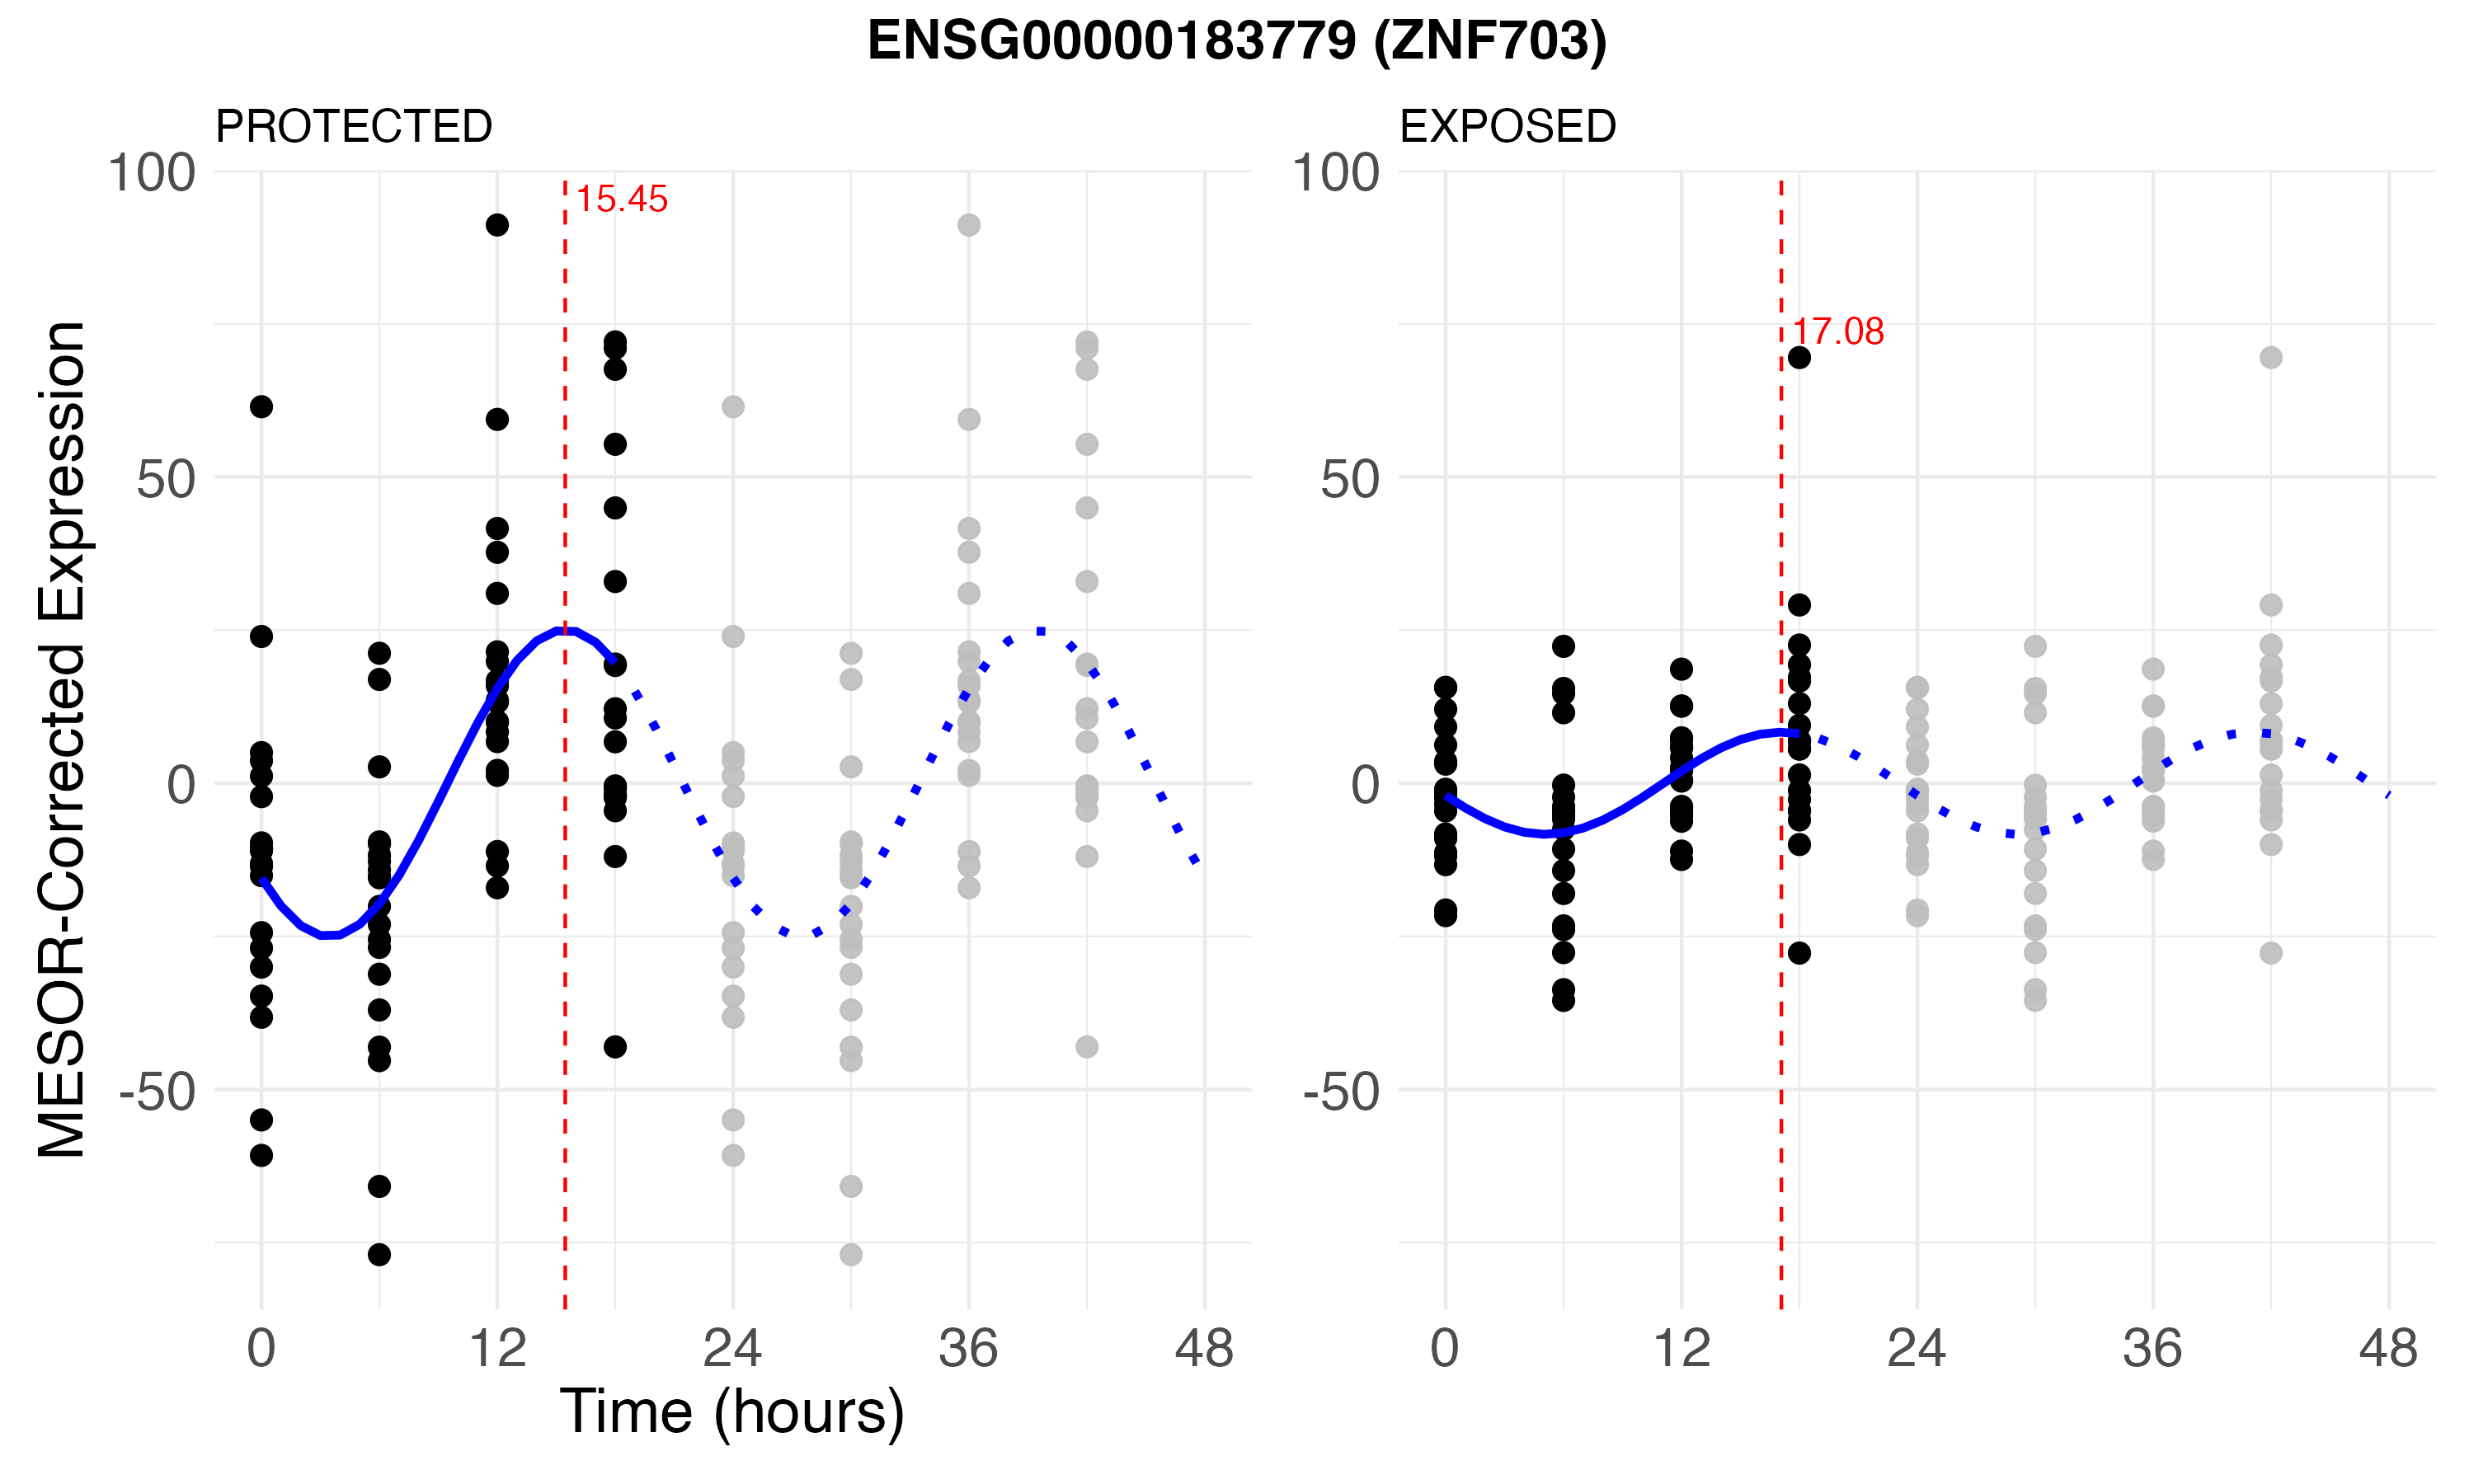 ENSG00000183779 (ZNF703)
PROTECTED
EXPOSED
MESOR-Corrected Expression
100
50
0
-50
15.45
0 12 24 36 48
100
50
0
-50
17.08
0 12 24 36 48
Time (hours)